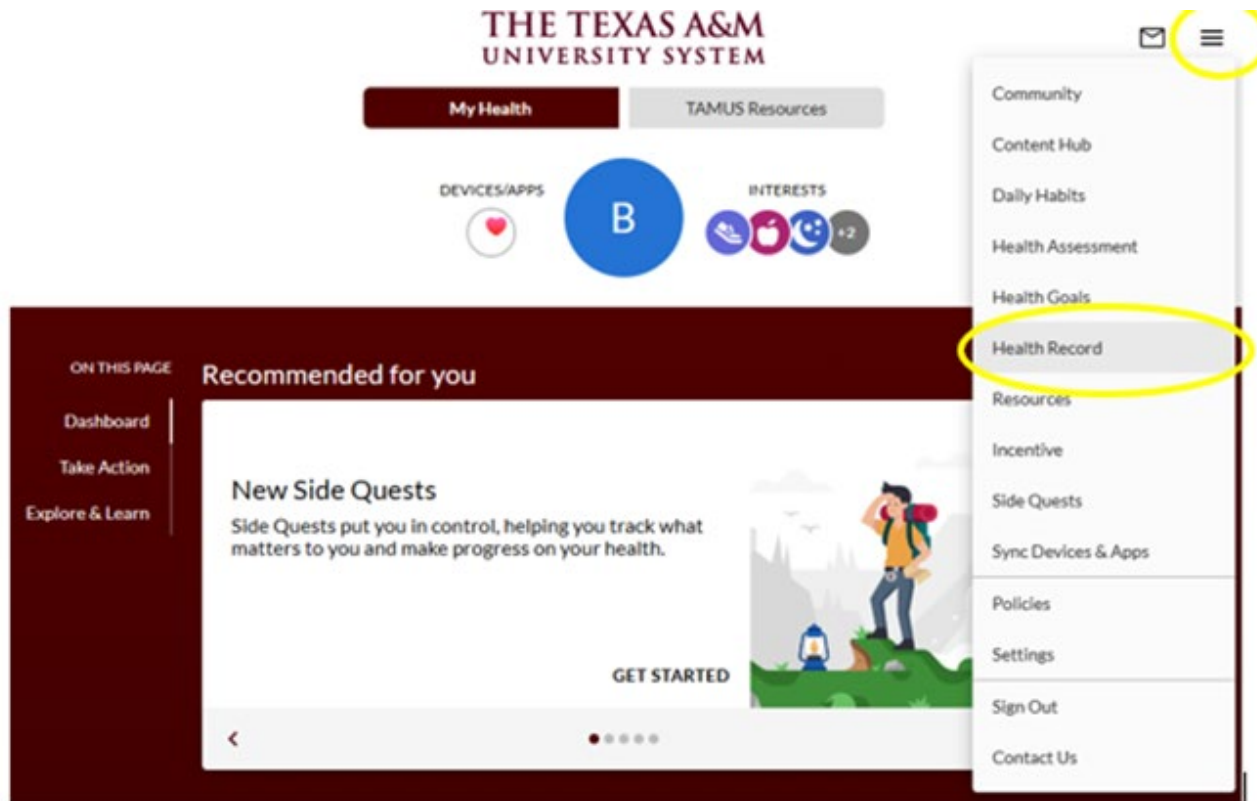 THE TEXAS A&M
UNIVERSITY SYSTEM
My Health
TAMUS Resources
DEVICES/APPS
B
INTERESTS
+2
Community
Content Hub
Daily Habits
Health Assessment
Health Goals
Health Record
Resources
Incentive
Side Quests
Sync Devices & Apps
Policies
Settings
Sign Out
Contact Us
ON THIS PAGE
Dashboard
Take Action
Explore & Learn
Recommended for you
New Side Quests
Side Quests put you in control, helping you track what
matters to you and make progress on your health.
GET STARTED